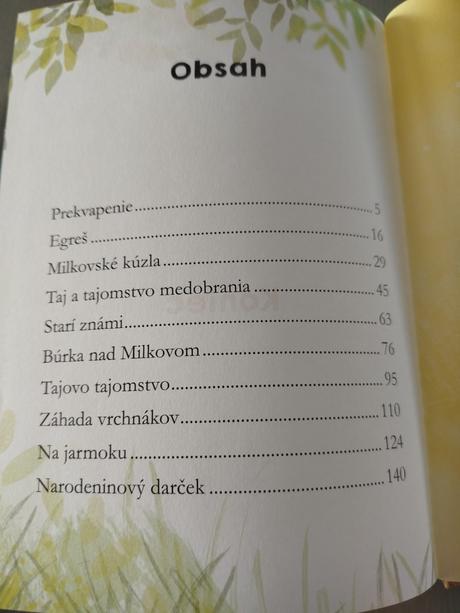 Obsah
Prekvapenie 5
Egreš 16
Milkovské kúzla 29
Taj a tajomstvo medobrania 45
Starí známi 63
Búrka nad Milkovom 76
Tajovo tajomstvo 95
Záhada vrchnákov 110
Na jarmoku 124
Narodeninový darček 140